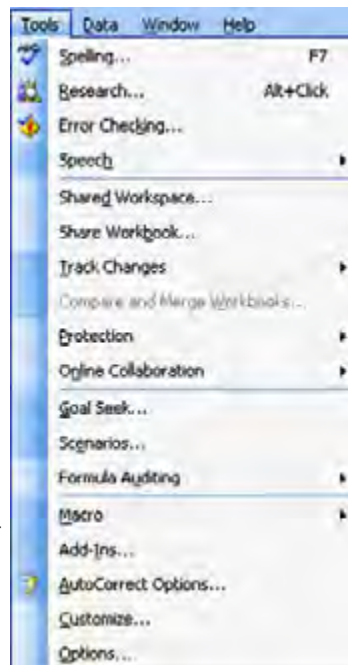 Tools Data Window Help
Spelling... F7
Research... Alt+Click
Error Checking...
Speech
Shared Workspace...
Share Workbook...
Track Changes
Compare and Merge Workbooks...
Protection
Online Collaboration
Goal Seek...
Scenarios...
Formula Auditing
Macro
Add-Ins...
AutoCorrect Options...
Customize...
Options...